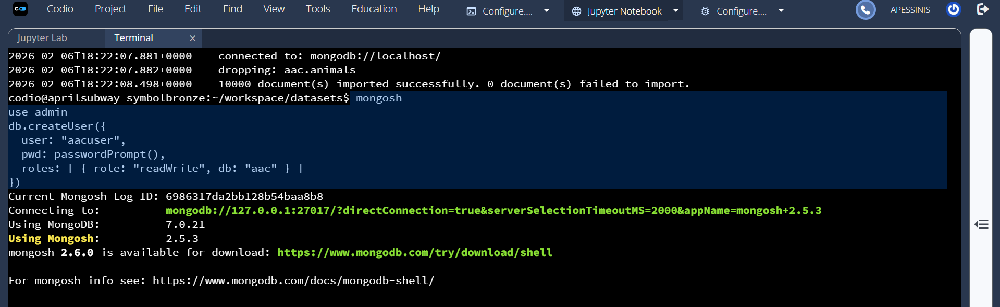 Codio Project File Edit Find View Tools Education Help Configure.... Jupyter Notebook Configure.... APESSINIS
Jupyter Lab Terminal ×
2026-02-06T18:22:07.881+0000    connected to: mongodb://localhost/
2026-02-06T18:22:07.882+0000    dropping: aac.animals
2026-02-06T18:22:08.498+0000    10000 document(s) imported successfully. 0 document(s) failed to import.
codio@aprilsubway-symbolbronze:~/workspace/datasets$ mongosh
use admin
db.createUser({
  user: "aacuser",
  pwd: passwordPrompt(),
  roles: [ { role: "readWrite", db: "aac" } ]
})
Current Mongosh Log ID: 6986317da2bb128b54baa8b8
Connecting to:          mongodb://127.0.0.1:27017/?directConnection=true&serverSelectionTimeoutMS=2000&appName=mongosh+2.5.3
Using MongoDB:          7.0.21
Using Mongosh:          2.5.3
mongosh 2.6.0 is available for download: https://www.mongodb.com/try/download/shell
For mongosh info see: https://www.mongodb.com/docs/mongodb-shell/